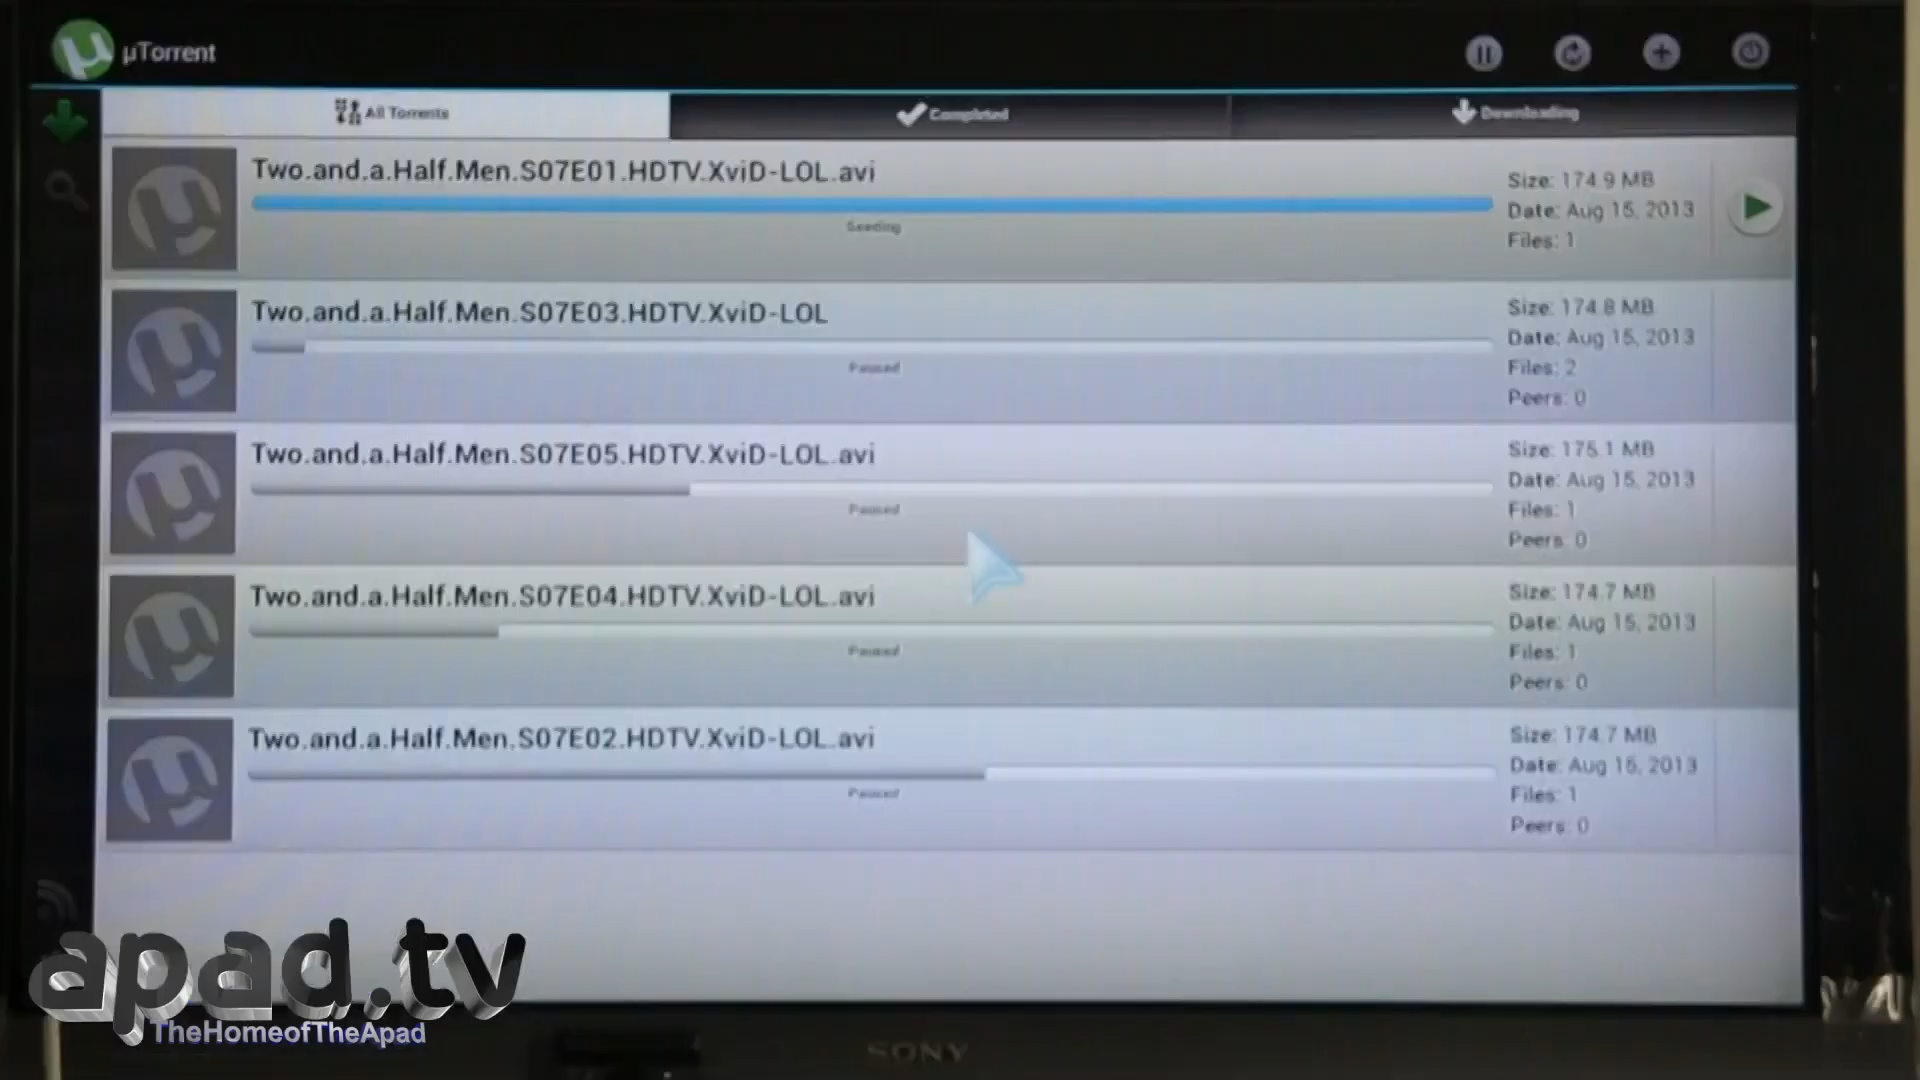 µTorrent
All Torrents
Completed
Downloading
Two.and.a.Half.Men.S07E01.HDTV.XviD-LOL.avi
Seeding
Size: 174.9 MB
Date: Aug 15, 2013
Files: 1
Two.and.a.Half.Men.S07E03.HDTV.XviD-LOL
Paused
Size: 174.8 MB
Date: Aug 15, 2013
Files: 2
Peers: 0
Two.and.a.Half.Men.S07E05.HDTV.XviD-LOL.avi
Paused
Size: 175.1 MB
Date: Aug 15, 2013
Files: 1
Peers: 0
Two.and.a.Half.Men.S07E04.HDTV.XviD-LOL.avi
Paused
Size: 174.7 MB
Date: Aug 15, 2013
Files: 1
Peers: 0
Two.and.a.Half.Men.S07E02.HDTV.XviD-LOL.avi
Paused
Size: 174.7 MB
Date: Aug 15, 2013
Files: 1
Peers: 0
apad.tv
TheHomeofTheApad
SONY